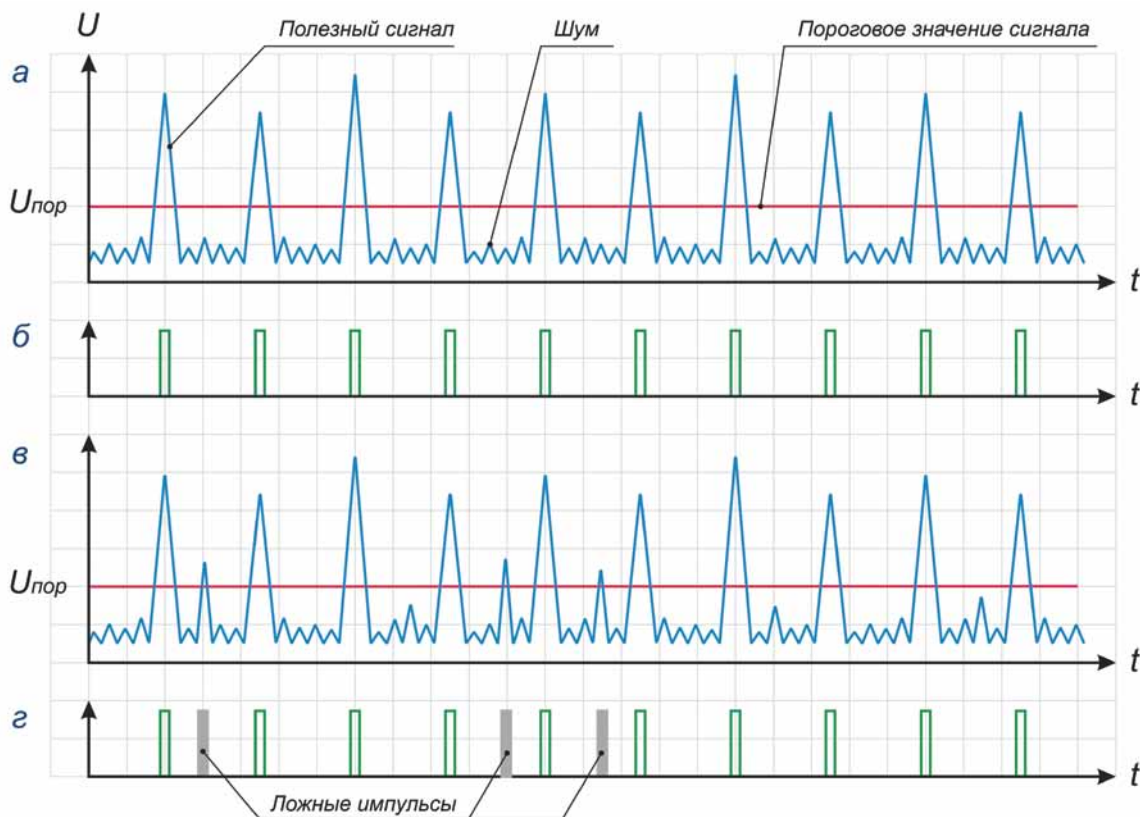 U
Полезный сигнал
Шум
Пороговое значение сигнала
а
Uпор
t
б
t
в
Uпор
t
г
t
Ложные импульсы